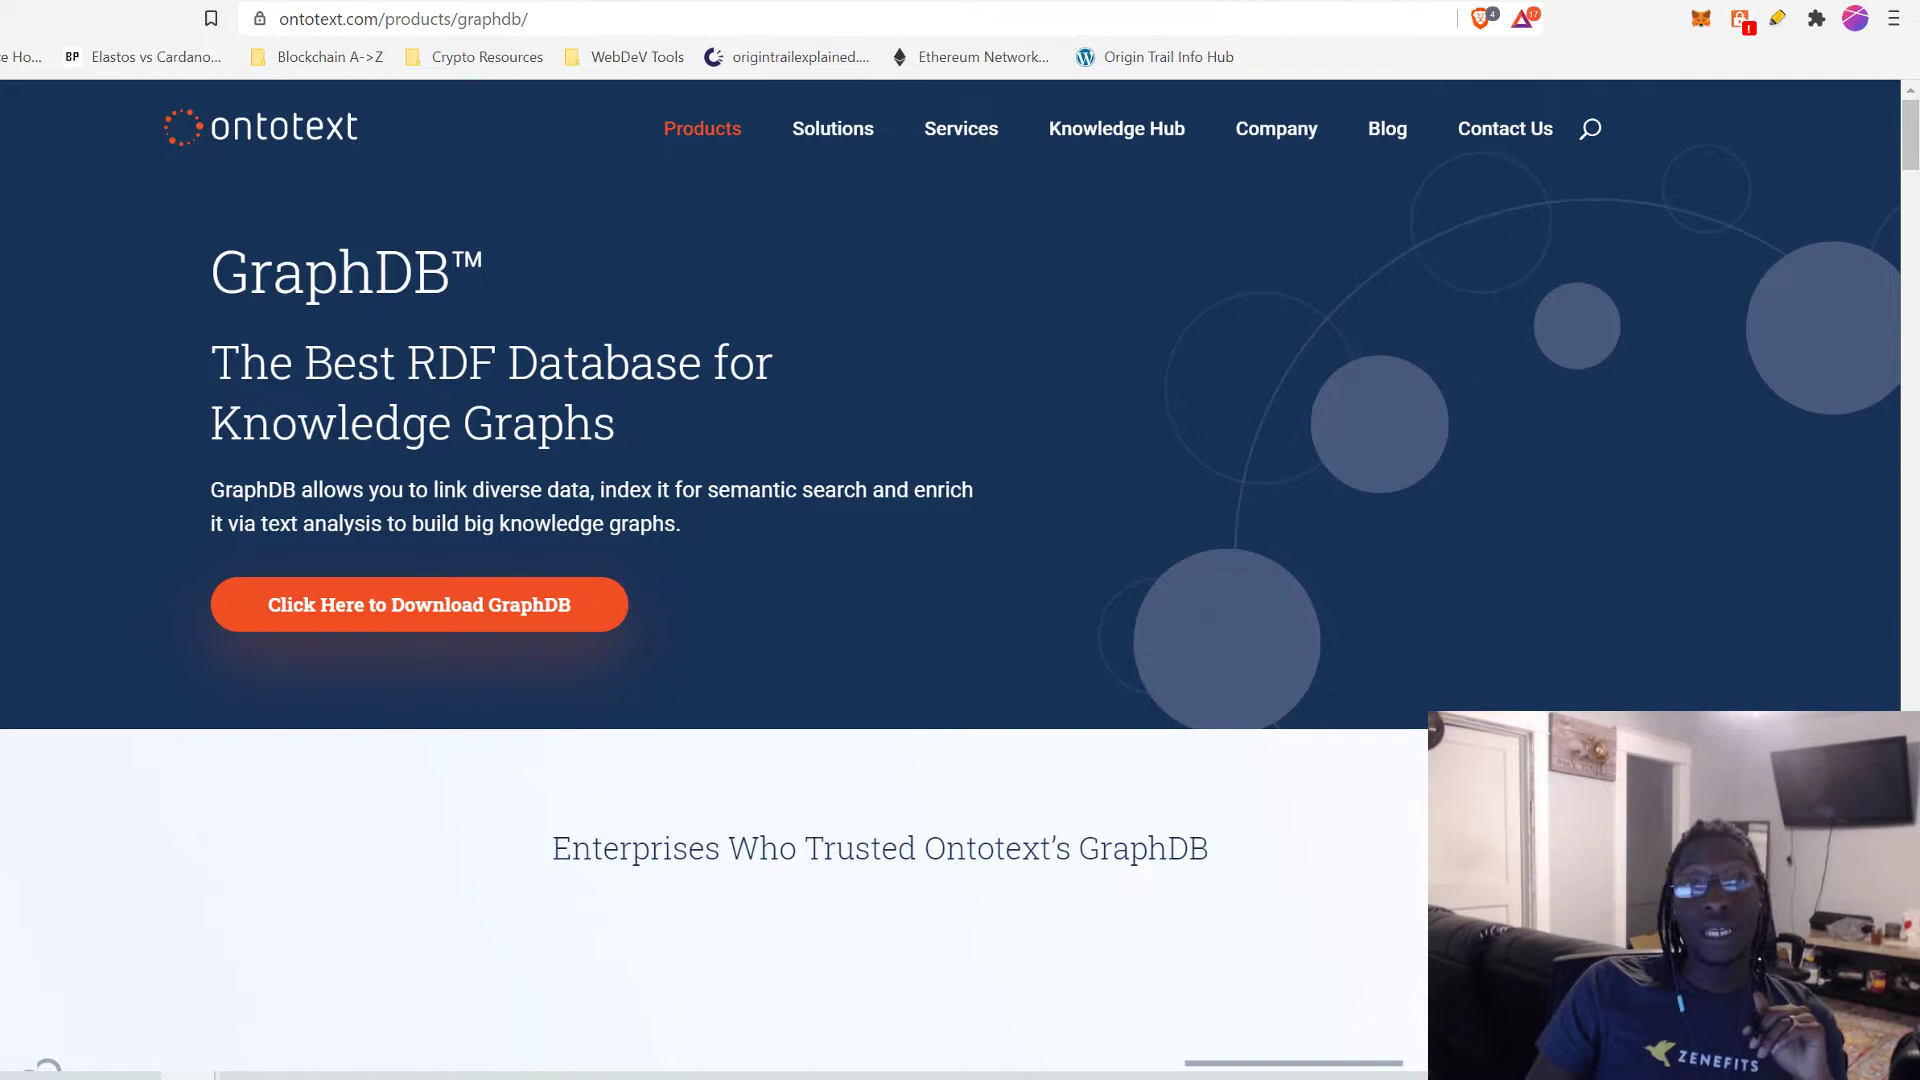 ontotext.com/products/graphdb/
4
17
!
ce Ho...
BP Elastos vs Cardano...
Blockchain A->Z
Crypto Resources
WebDeV Tools
origintrailexplained....
Ethereum Network...
Origin Trail Info Hub
ontotext
Products
Solutions
Services
Knowledge Hub
Company
Blog
Contact Us
GraphDB™
The Best RDF Database for
Knowledge Graphs
GraphDB allows you to link diverse data, index it for semantic search and enrich
it via text analysis to build big knowledge graphs.
Click Here to Download GraphDB
Enterprises Who Trusted Ontotext’s GraphDB
ZENEFITS